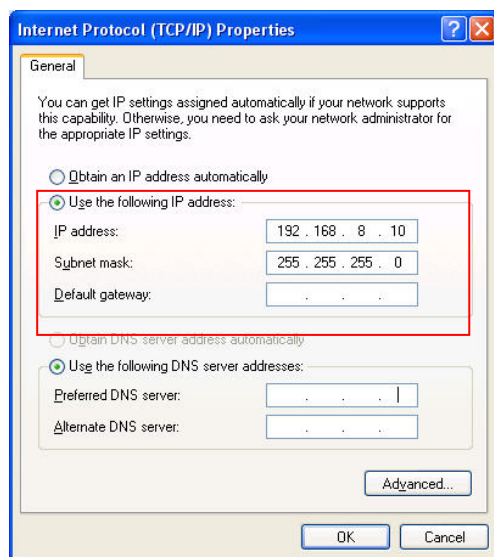 Internet Protocol (TCP/IP) Properties
General
You can get IP settings assigned automatically if your network supports
this capability. Otherwise, you need to ask your network administrator for
the appropriate IP settings.
Obtain an IP address automatically
Use the following IP address:
IP address: 192 . 168 . 8 . 10
Subnet mask: 255 . 255 . 255 . 0
Default gateway: . . .
Obtain DNS server address automatically
Use the following DNS server addresses:
Preferred DNS server: . . .
Alternate DNS server: . . .
Advanced...
OK Cancel